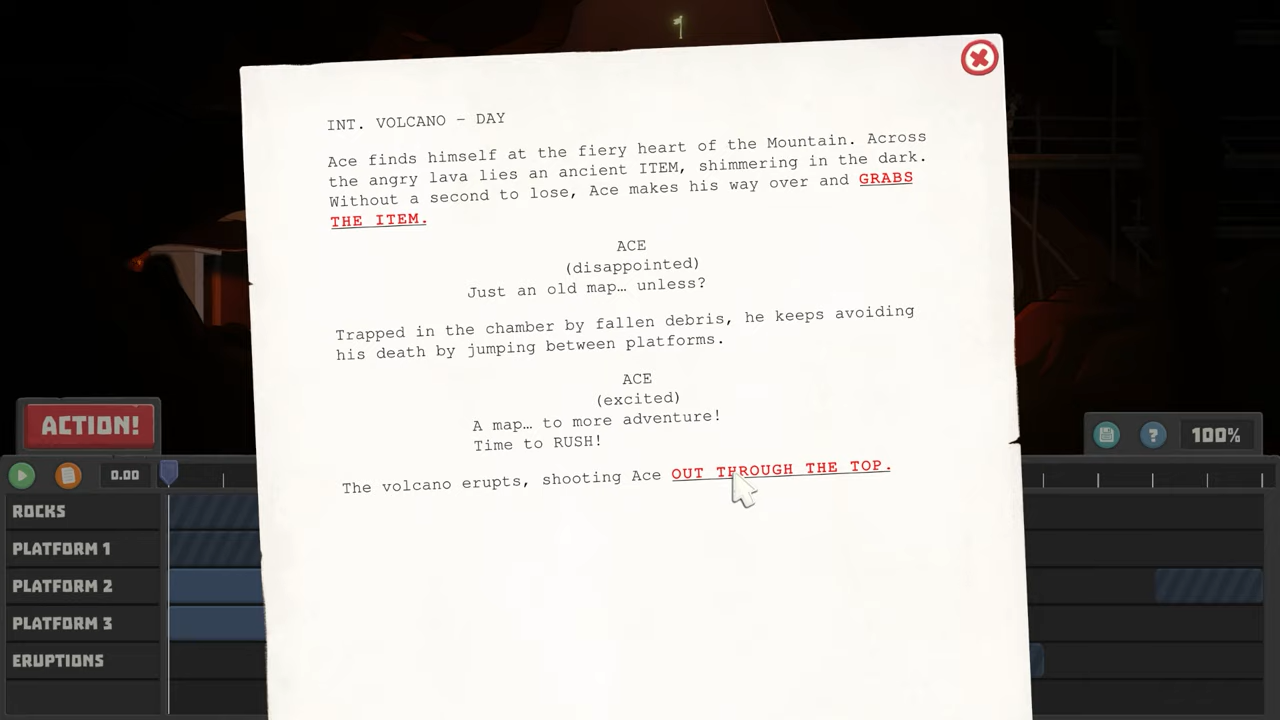 INT. VOLCANO – DAY
Ace finds himself at the fiery heart of the Mountain. Across
the angry lava lies an ancient ITEM, shimmering in the dark.
Without a second to lose, Ace makes his way over and GRABS
THE ITEM.
ACE
(disappointed)
Just an old map… unless?
Trapped in the chamber by fallen debris, he keeps avoiding
his death by jumping between platforms.
ACE
(excited)
A map… to more adventure!
Time to RUSH!
The volcano erupts, shooting Ace OUT THROUGH THE TOP.
ACTION!
?
100%
0.00
ROCKS
PLATFORM 1
PLATFORM 2
PLATFORM 3
ERUPTIONS